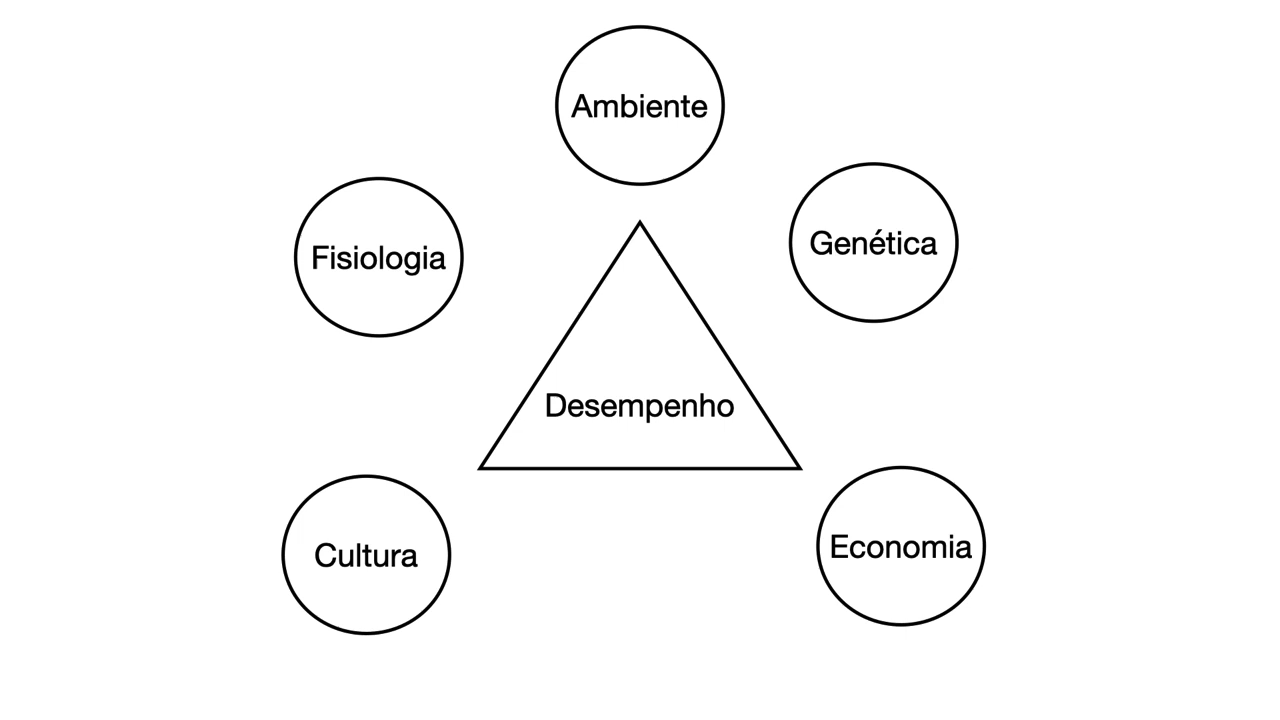 Ambiente
Fisiologia
Genética
Desempenho
Cultura
Economia